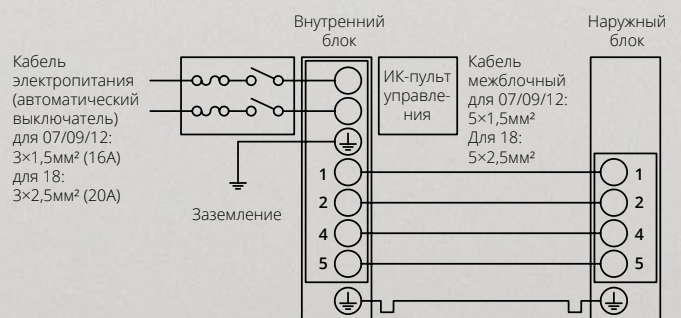 Внутренний
блок
Наружный
блок
Кабель
электропитания
(автоматический
выключатель)
для 07/09/12:
3×1,5мм² (16А)
для 18:
3×2,5мм² (20А)
ИК-пульт
управле-
ния
Кабель
межблочный
для 07/09/12:
5×1,5мм²
Для 18:
5×2,5мм²
Заземление
1
2
4
5
1
2
4
5